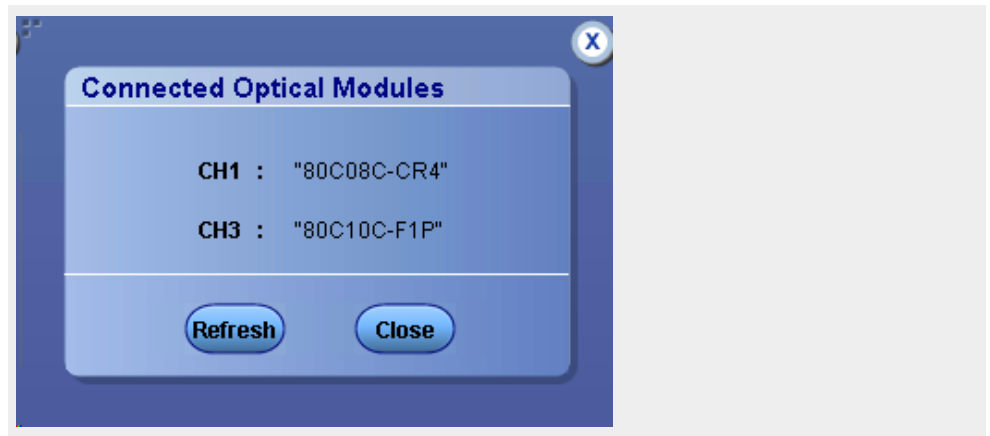 X
Connected Optical Modules
CH1 : "80C08C-CR4"
CH3 : "80C10C-F1P"
Refresh Close